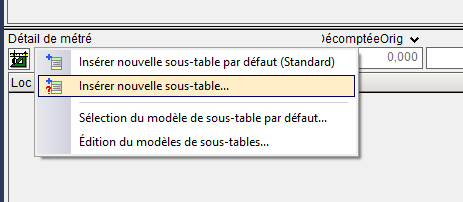 Détail de métré
)écomptéeOrig
0,000
Loc
Insérer nouvelle sous-table par défaut (Standard)
Insérer nouvelle sous-table...
Sélection du modèle de sous-table par défaut...
Édition du modèles de sous-tables...